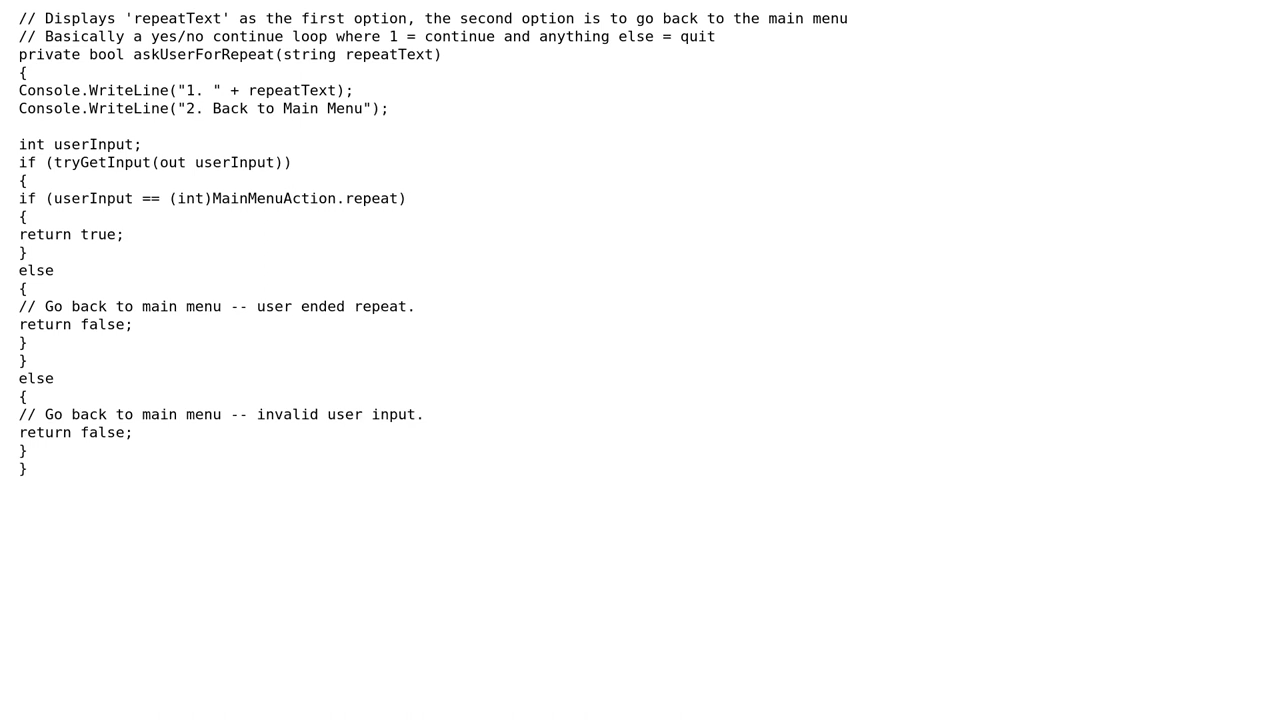 // Displays 'repeatText' as the first option, the second option is to go back to the main menu
// Basically a yes/no continue loop where 1 = continue and anything else = quit
private bool askUserForRepeat(string repeatText)
{
Console.WriteLine("1. " + repeatText);
Console.WriteLine("2. Back to Main Menu");

int userInput;
if (tryGetInput(out userInput))
{
if (userInput == (int)MainMenuAction.repeat)
{
return true;
}
else
{
// Go back to main menu -- user ended repeat.
return false;
}
}
else
{
// Go back to main menu -- invalid user input.
return false;
}
}